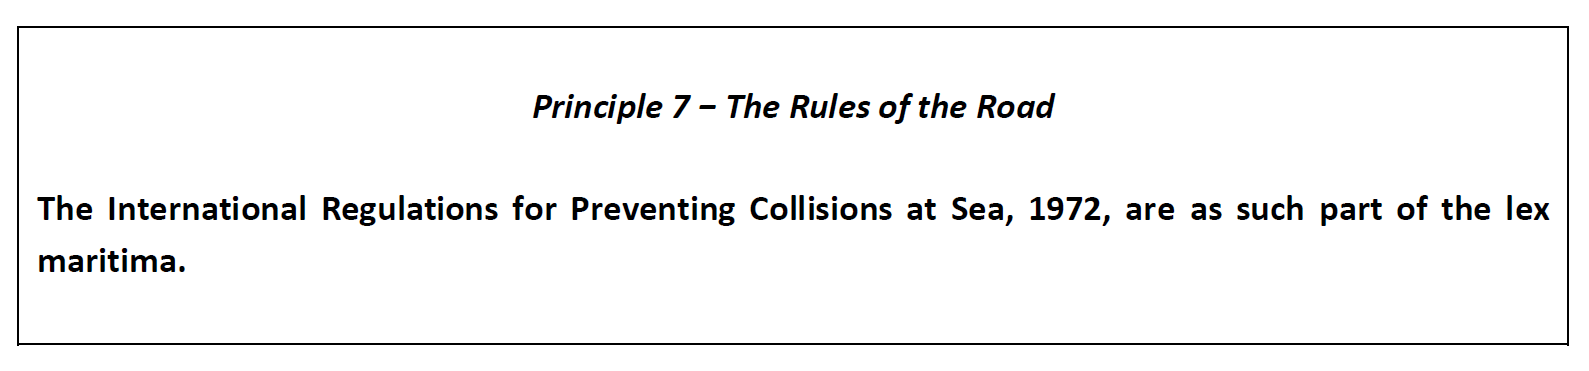 Principle 7 – The Rules of the Road
The International Regulations for Preventing Collisions at Sea, 1972, are as such part of the lex
maritima.